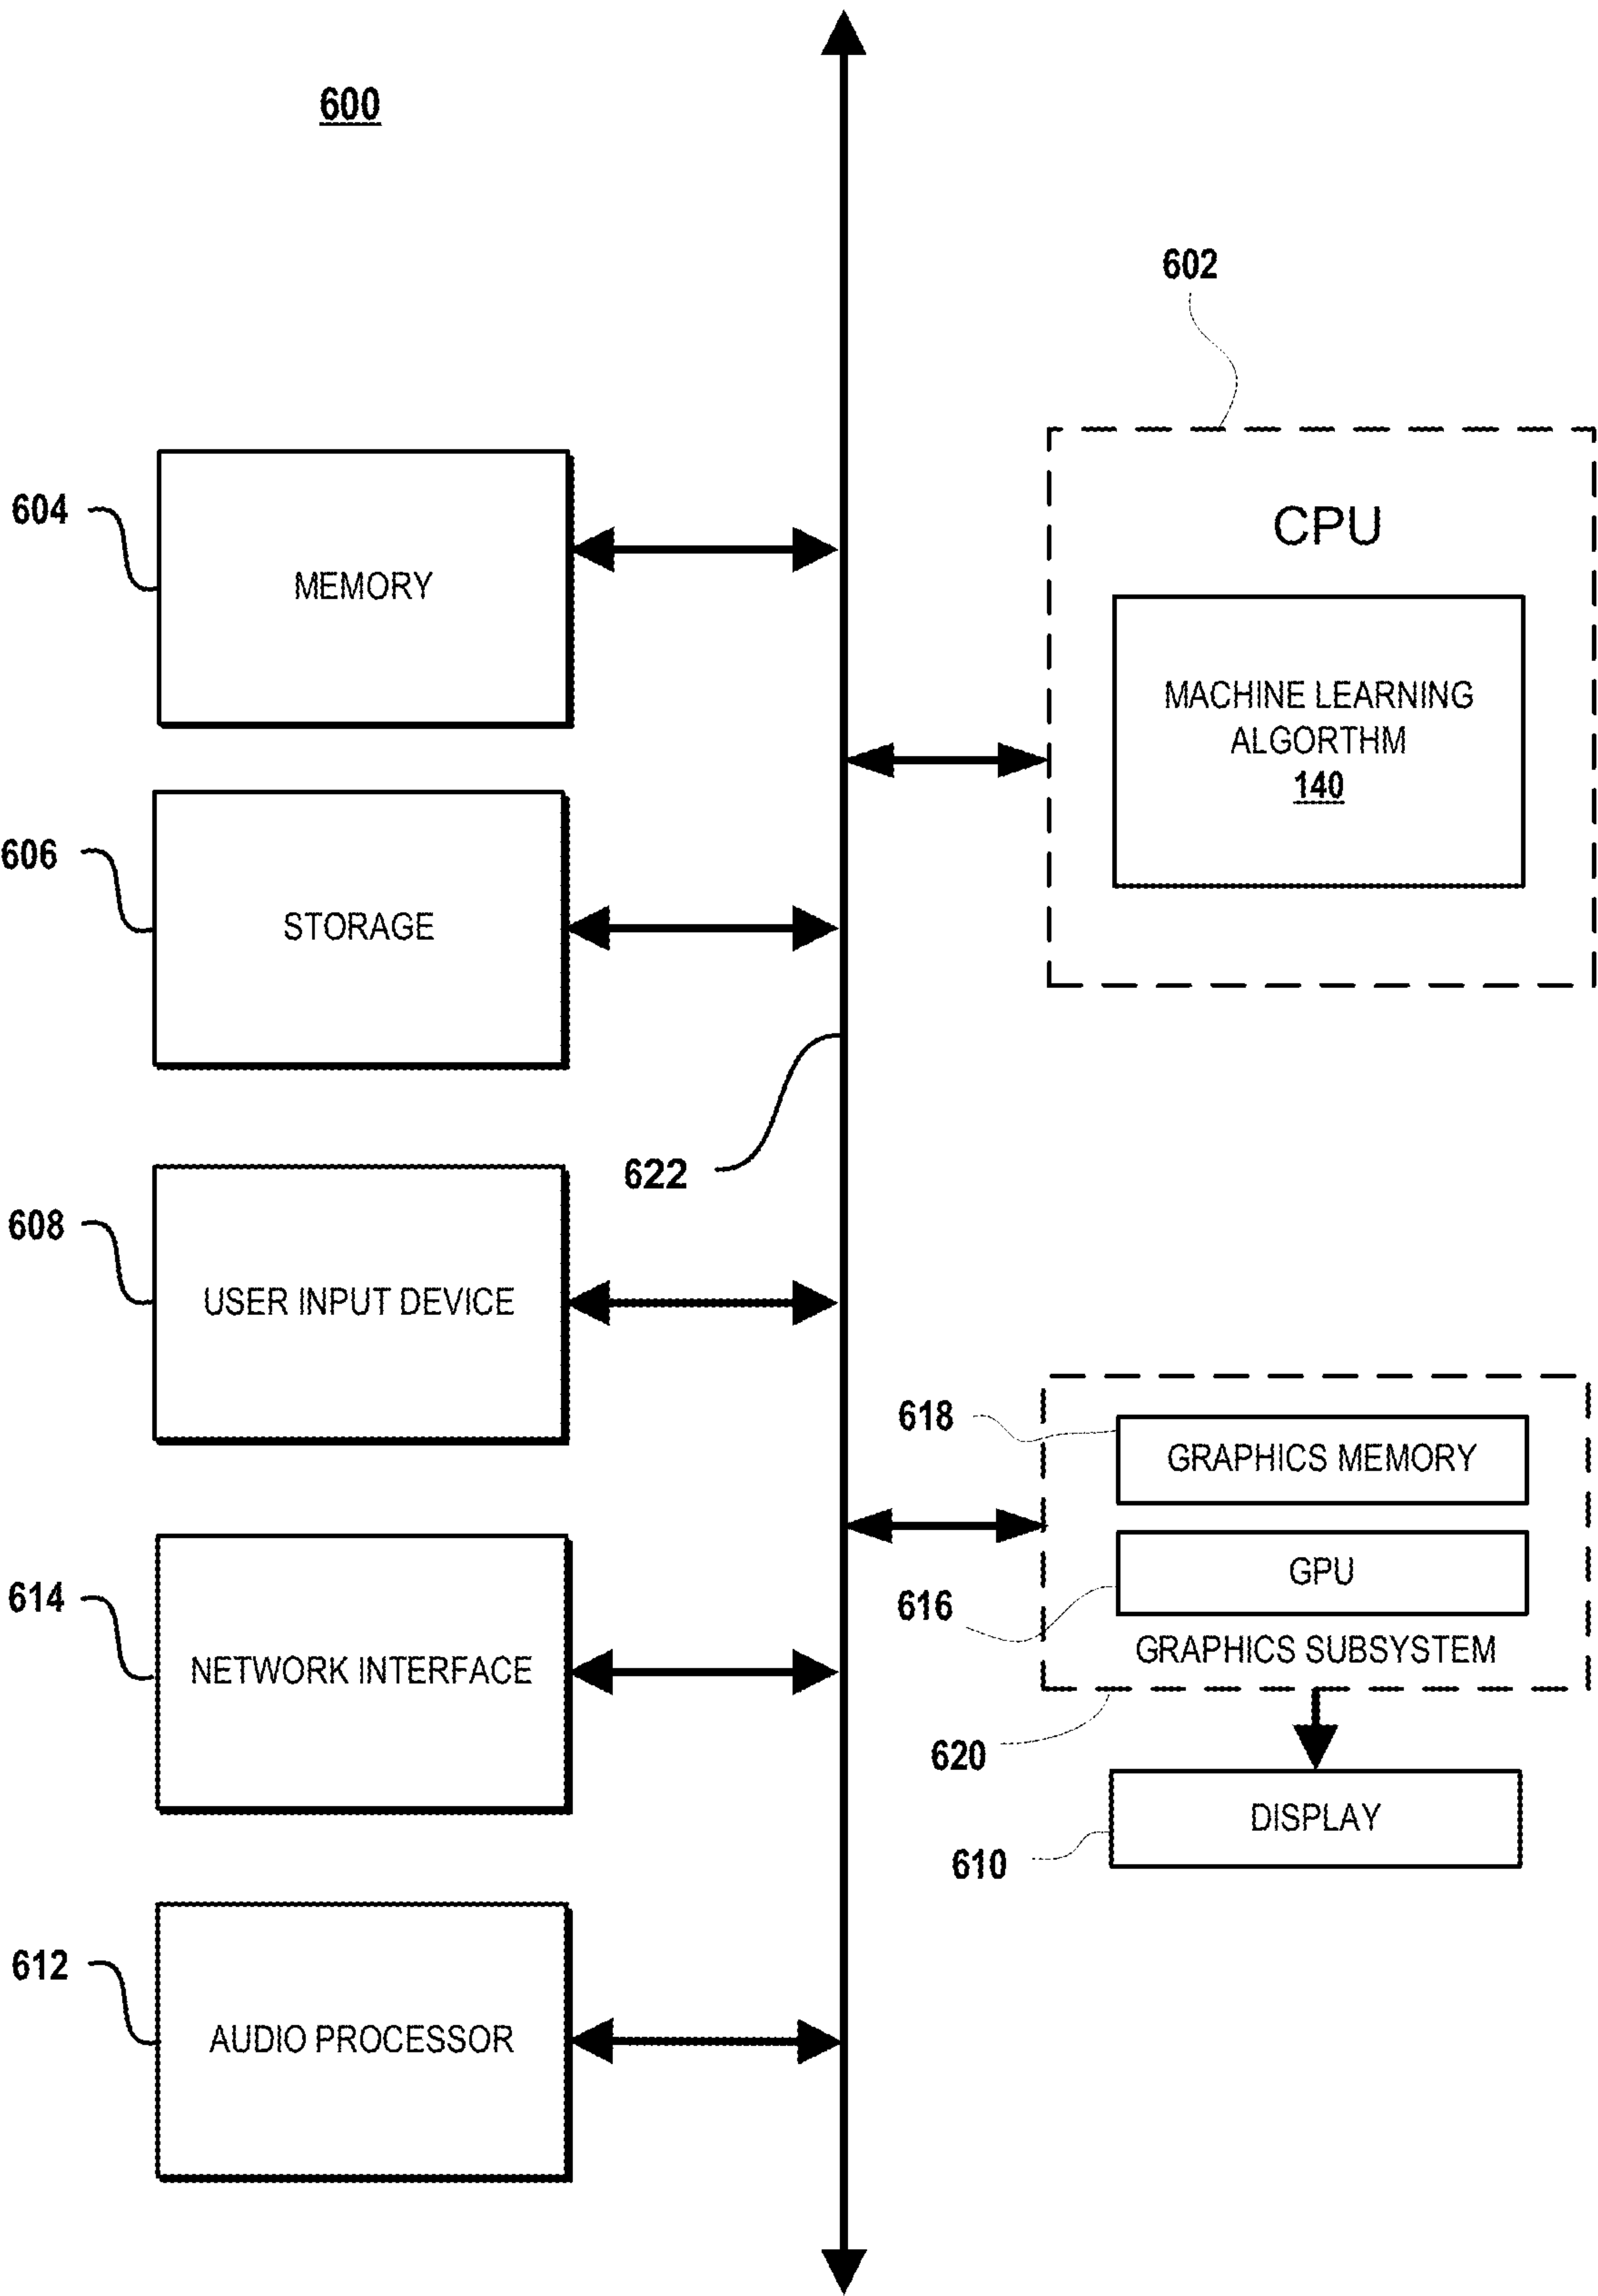 600
602
CPU
MACHINE LEARNING
ALGORTHM
140
604
MEMORY
606
STORAGE
622
608
USER INPUT DEVICE
618
GRAPHICS MEMORY
616
GPU
GRAPHICS SUBSYSTEM
620
614
NETWORK INTERFACE
610
DISPLAY
612
AUDIO PROCESSOR